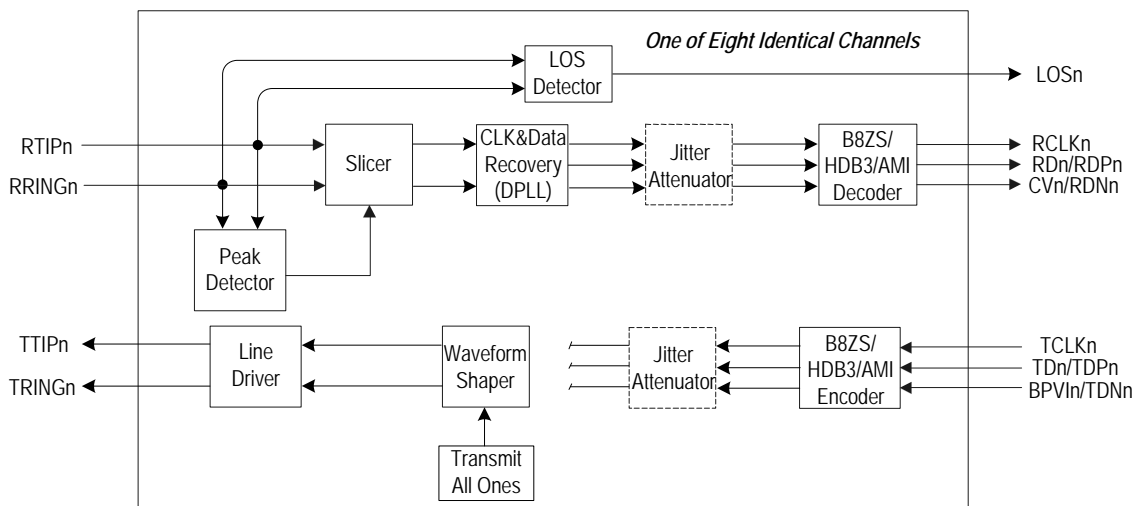 One of Eight Identical Channels
LOS
Detector
LOSn
RTIPn
RRINGn
Slicer
CLK&Data
Recovery
(DPLL)
Jitter
Attenuator
B8ZS/
HDB3/AMI
Decoder
RCLKn
RDn/RDPn
CVn/RDNn
Peak
Detector
TTIPn
TRINGn
Line
Driver
Waveform
Shaper
Jitter
Attenuator
B8ZS/
HDB3/AMI
Encoder
TCLKn
TDn/TDPn
BPVIn/TDNn
Transmit
All Ones